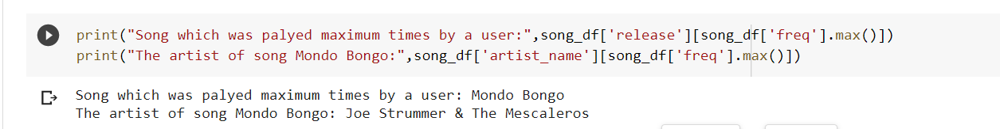 print("Song which was palyed maximum times by a user:",song_df['release'][song_df['freq'].max()])
print("The artist of song Mondo Bongo:",song_df['artist_name'][song_df['freq'].max()])
Song which was palyed maximum times by a user: Mondo Bongo
The artist of song Mondo Bongo: Joe Strummer & The Mescaleros